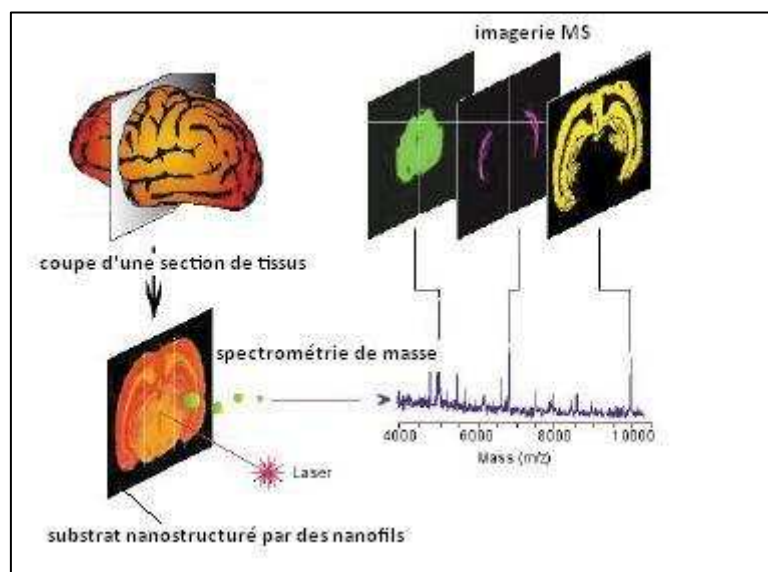 imagerie MS
coupe d'une section de tissus
spectrométrie de masse
4000 6000 8000 10000
Mass (m/z)
Laser
substrat nanostructuré par des nanofils